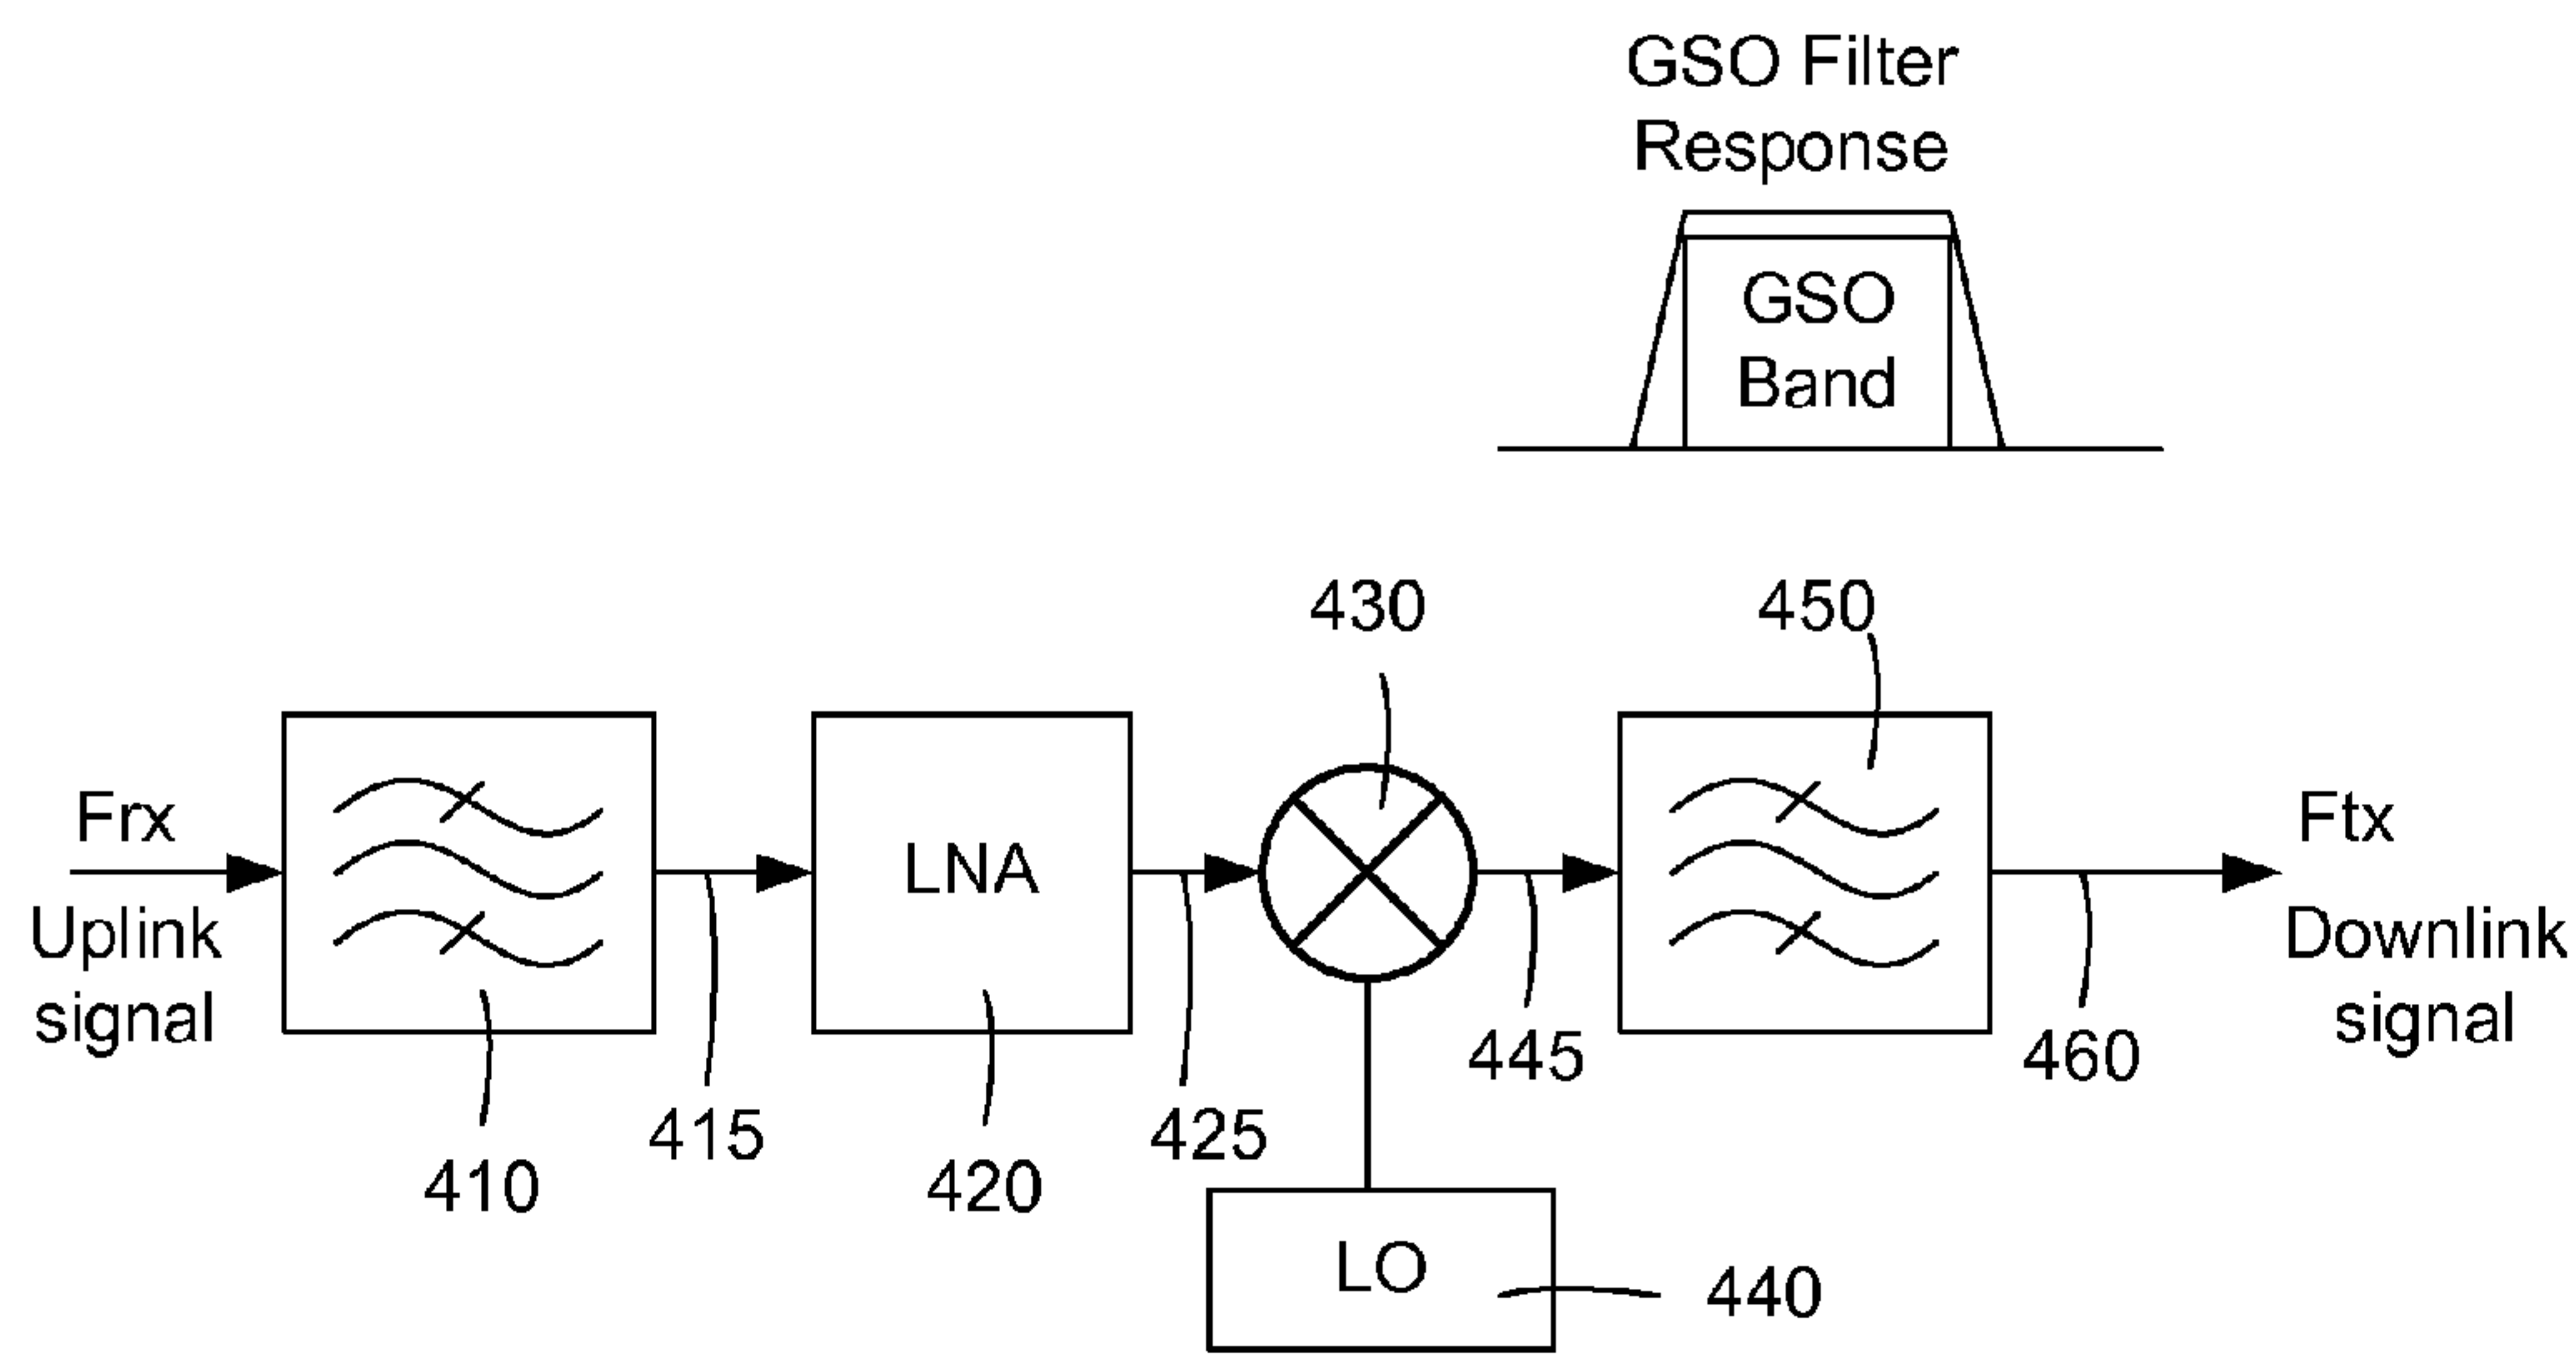 GSO Filter
Response
GSO
Band
430
450
Frx
Uplink
signal
LNA
Ftx
Downlink
signal
410
415
420
425
445
460
LO
440